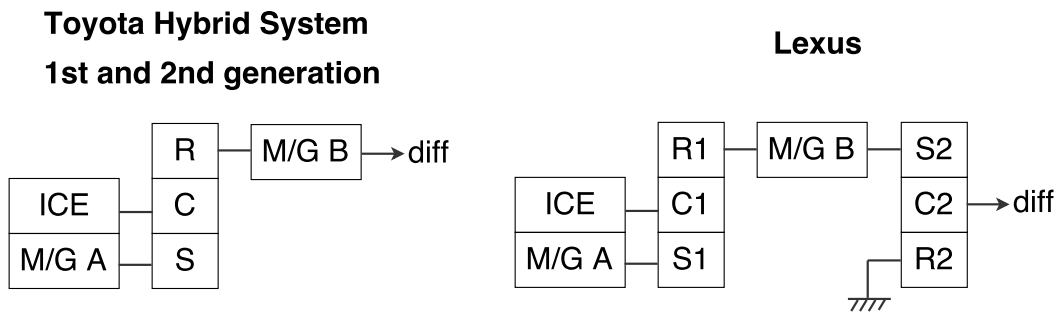 Toyota Hybrid System
1st and 2nd generation
R
M/G B
diff
ICE
C
M/G A
S
Lexus
R1
M/G B
S2
ICE
C1
C2
diff
M/G A
S1
R2